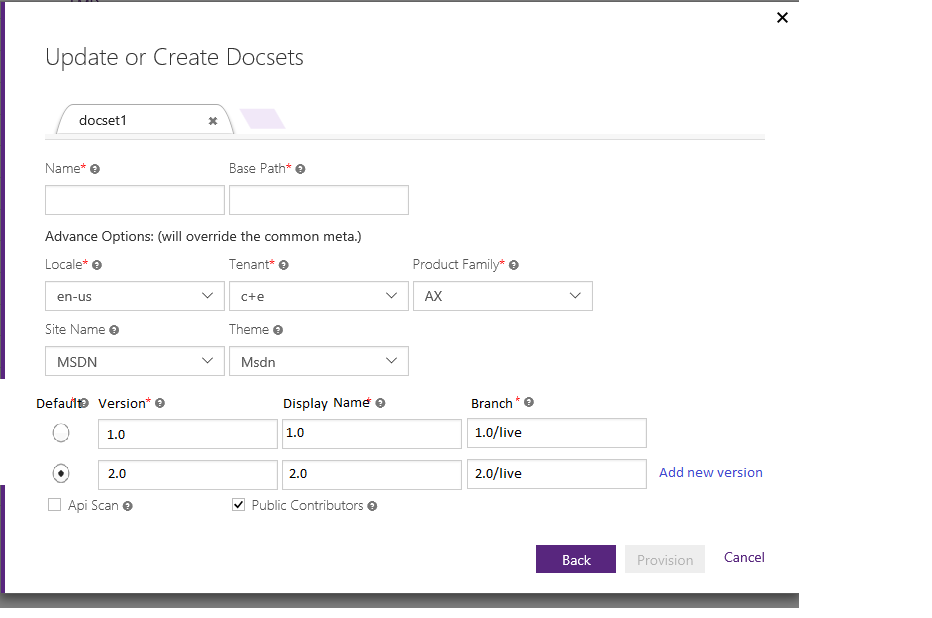 Update or Create Docsets
docset1
Name* Base Path*
Advance Options: (will override the common meta.)
Locale* Tenant* Product Family*
en-us c+e AX
Site Name Theme
MSDN Msdn
Default* Version* Display Name* Branch*
1.0 1.0 1.0/live
2.0 2.0 2.0/live Add new version
Api Scan Public Contributors
Back Provision Cancel